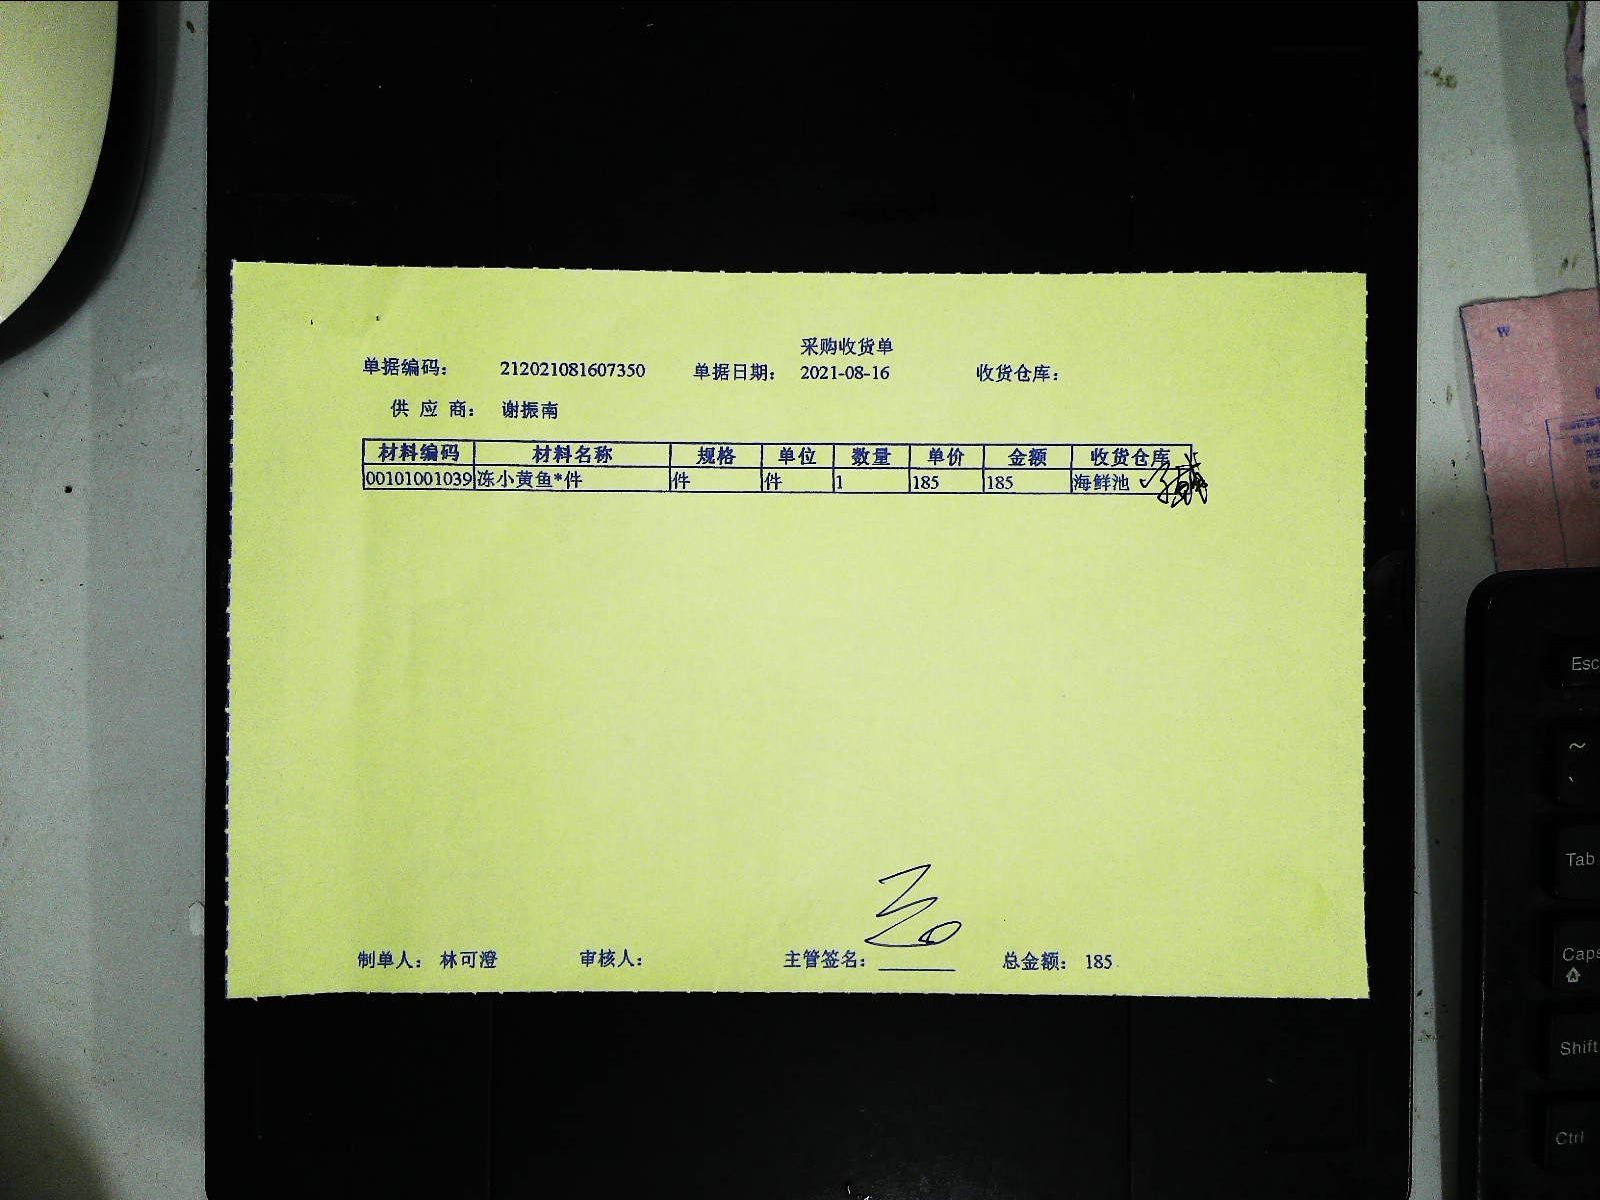 采购收货单
单据编码： 212021081607350 单据日期： 2021-08-16 收货仓库：
供 应 商： 谢振南
材料编码 材料名称 规格 单位 数量 单价 金额 收货仓库
00101001039 冻小黄鱼*件 件 件 1 185 185 海鲜池
制单人： 林可澄 审核人： 主管签名： 总金额： 185
W
Esc
~
`
Tab
Caps
Shift
Ctrl